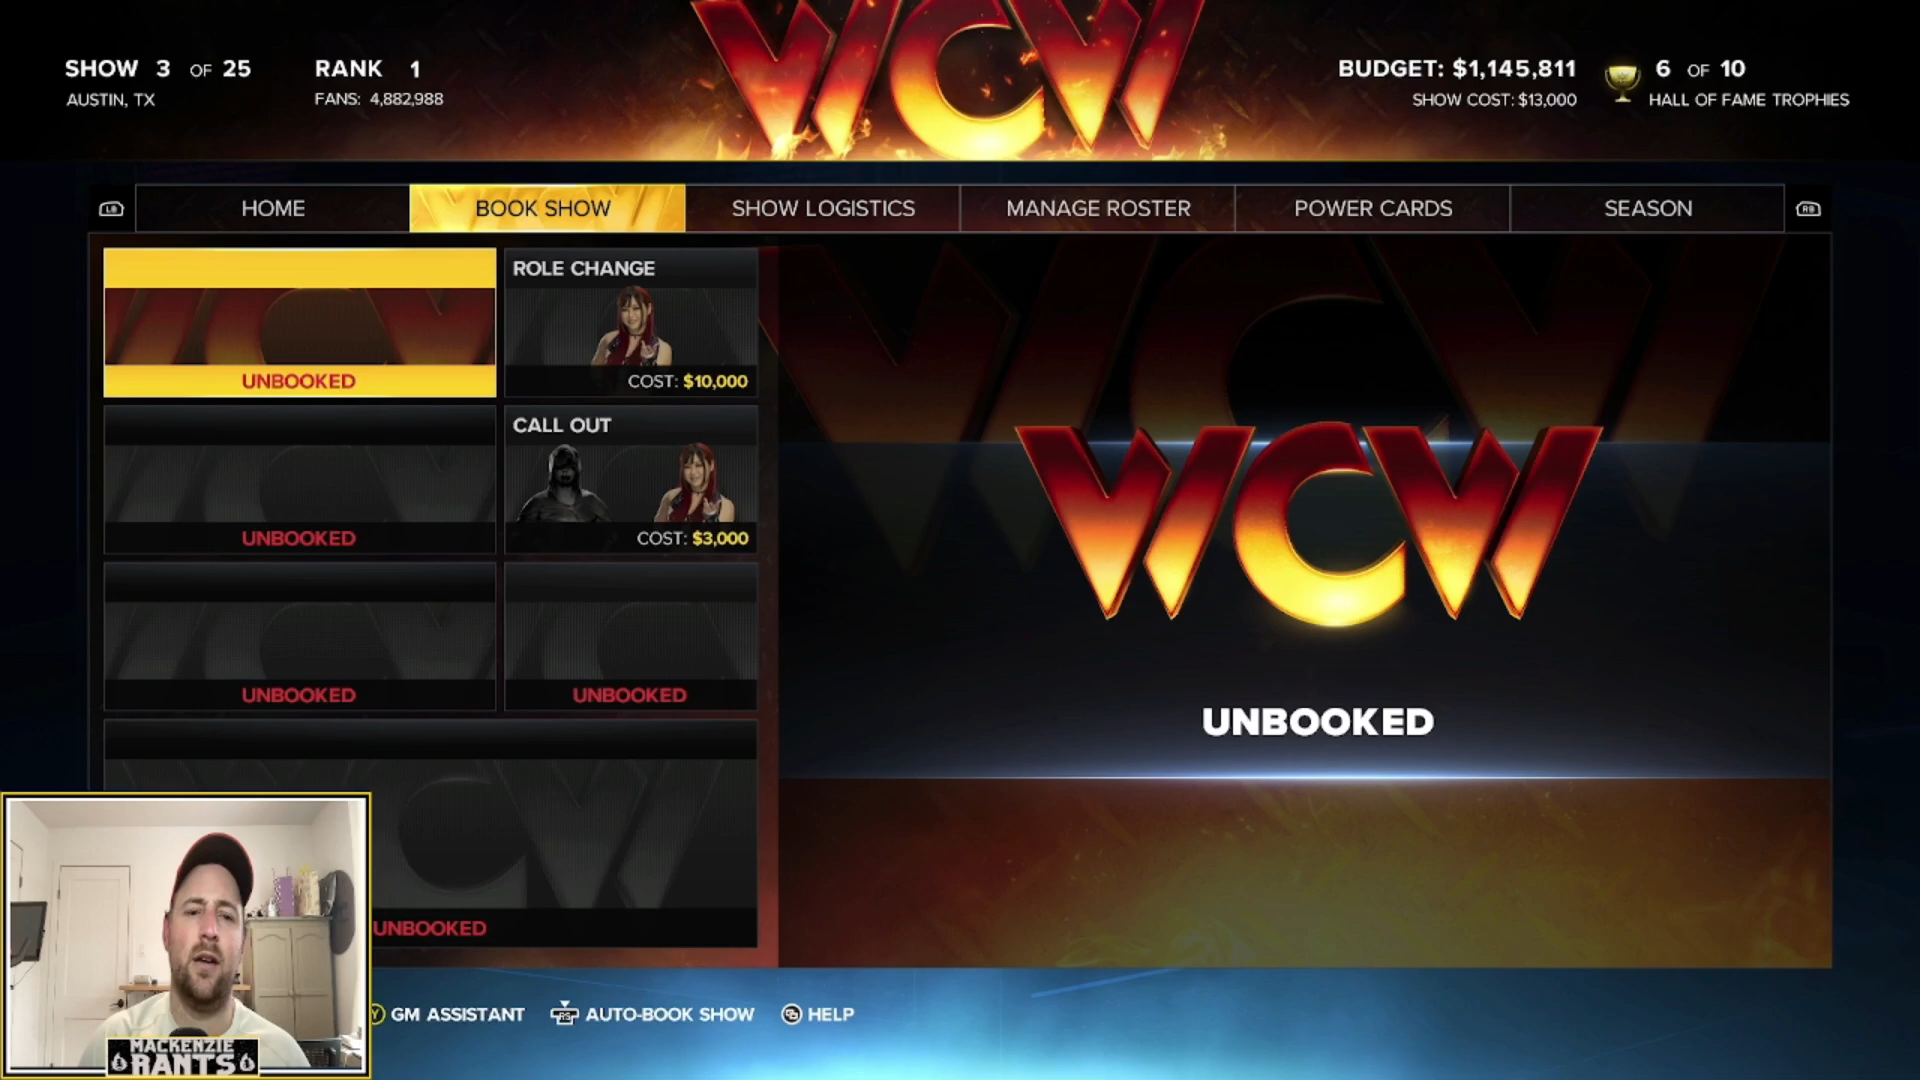 WCW
SHOW 3 OF 25
AUSTIN, TX
RANK 1
FANS: 4,882,988
BUDGET: $1,145,811
SHOW COST: $13,000
6 OF 10
HALL OF FAME TROPHIES
LB
HOME
BOOK SHOW
SHOW LOGISTICS
MANAGE ROSTER
POWER CARDS
SEASON
RB
UNBOOKED
ROLE CHANGE
COST: $10,000
UNBOOKED
CALL OUT
COST: $3,000
UNBOOKED
UNBOOKED
UNBOOKED
WCW
UNBOOKED
Y GM ASSISTANT
RS AUTO-BOOK SHOW
HELP
MACKENZIE
RANTS